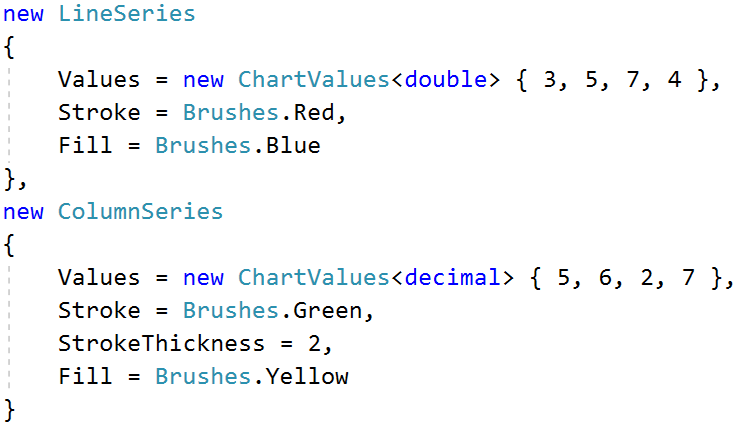 new LineSeries
{
    Values = new ChartValues<double> { 3, 5, 7, 4 },
    Stroke = Brushes.Red,
    Fill = Brushes.Blue
},
new ColumnSeries
{
    Values = new ChartValues<decimal> { 5, 6, 2, 7 },
    Stroke = Brushes.Green,
    StrokeThickness = 2,
    Fill = Brushes.Yellow
}